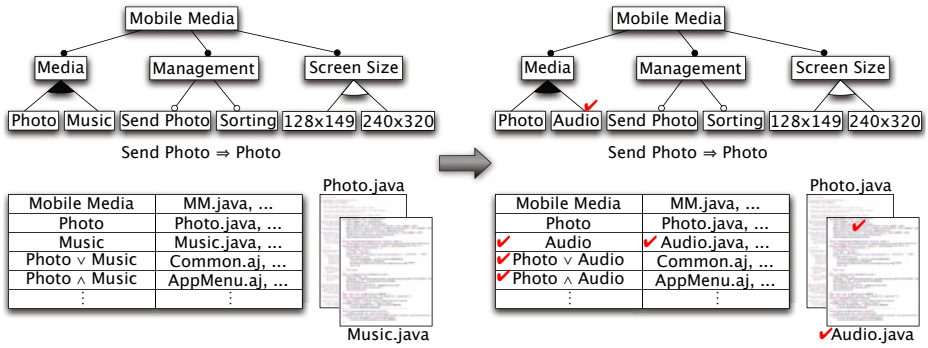 Mobile Media
Media Management Screen Size
Photo Music Send Photo Sorting 128x149 240x320
Send Photo ⇒ Photo
Mobile Media MM.java, ...
Photo Photo.java, ...
Music Music.java, ...
Photo ∨ Music Common.aj, ...
Photo ∧ Music AppMenu.aj, ...
⋮ ⋮
Photo.java
Music.java
Mobile Media
Media Management Screen Size
Photo Audio Send Photo Sorting 128x149 240x320
Send Photo ⇒ Photo
Mobile Media MM.java, ...
Photo Photo.java, ...
Audio Audio.java, ...
Photo ∨ Audio Common.aj, ...
Photo ∧ Audio AppMenu.aj, ...
⋮ ⋮
Photo.java
Audio.java